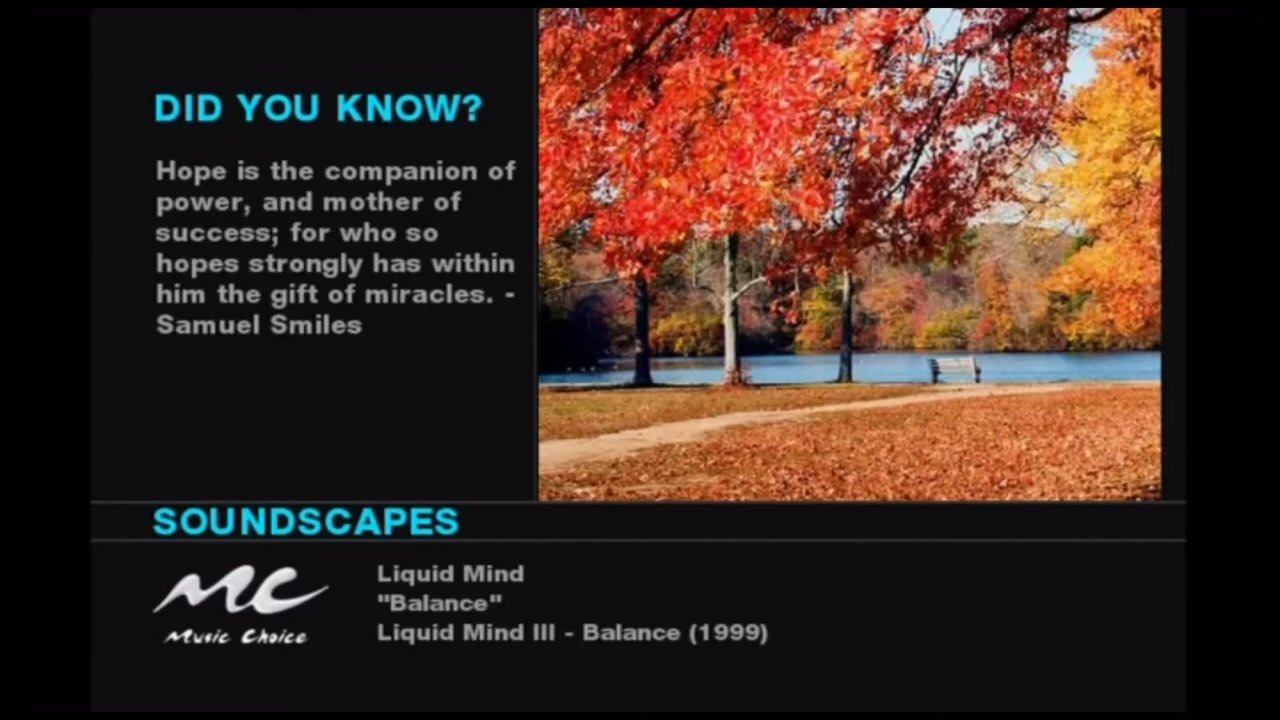 DID YOU KNOW?
Hope is the companion of
power, and mother of
success; for who so
hopes strongly has within
him the gift of miracles. -
Samuel Smiles
SOUNDSCAPES
MC
Music Choice
Liquid Mind
"Balance"
Liquid Mind III - Balance (1999)